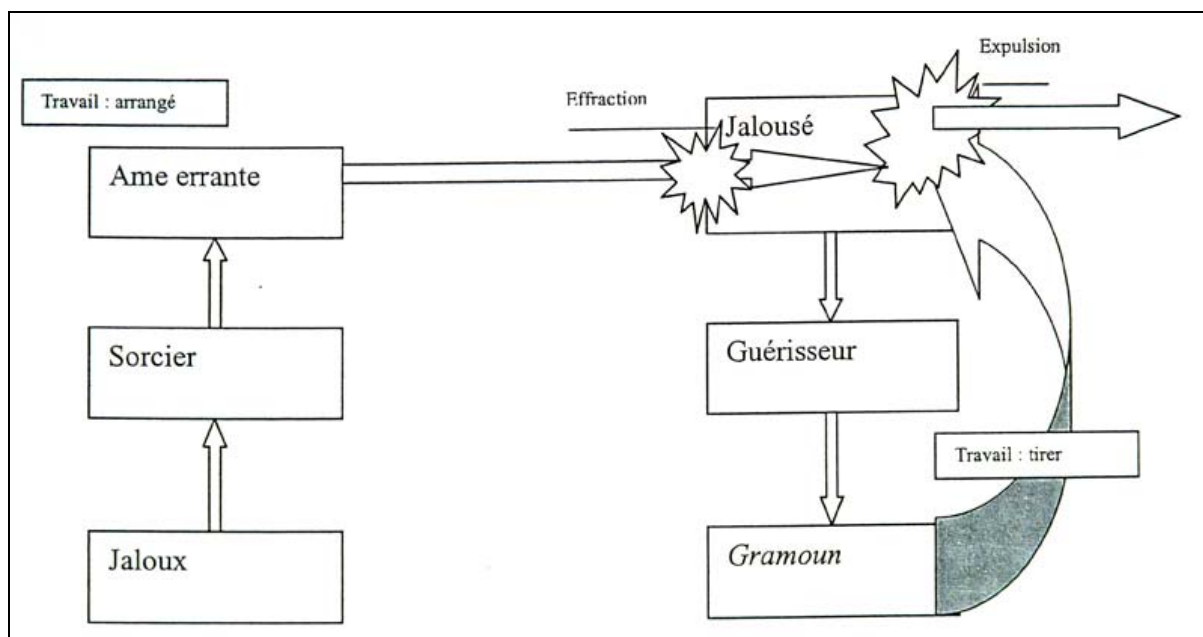 Expulsion
Travail : arrangé
Effraction
Jalousé
Ame errante
Sorcier
Guérisseur
Travail : tirer
Jaloux
Gramoun